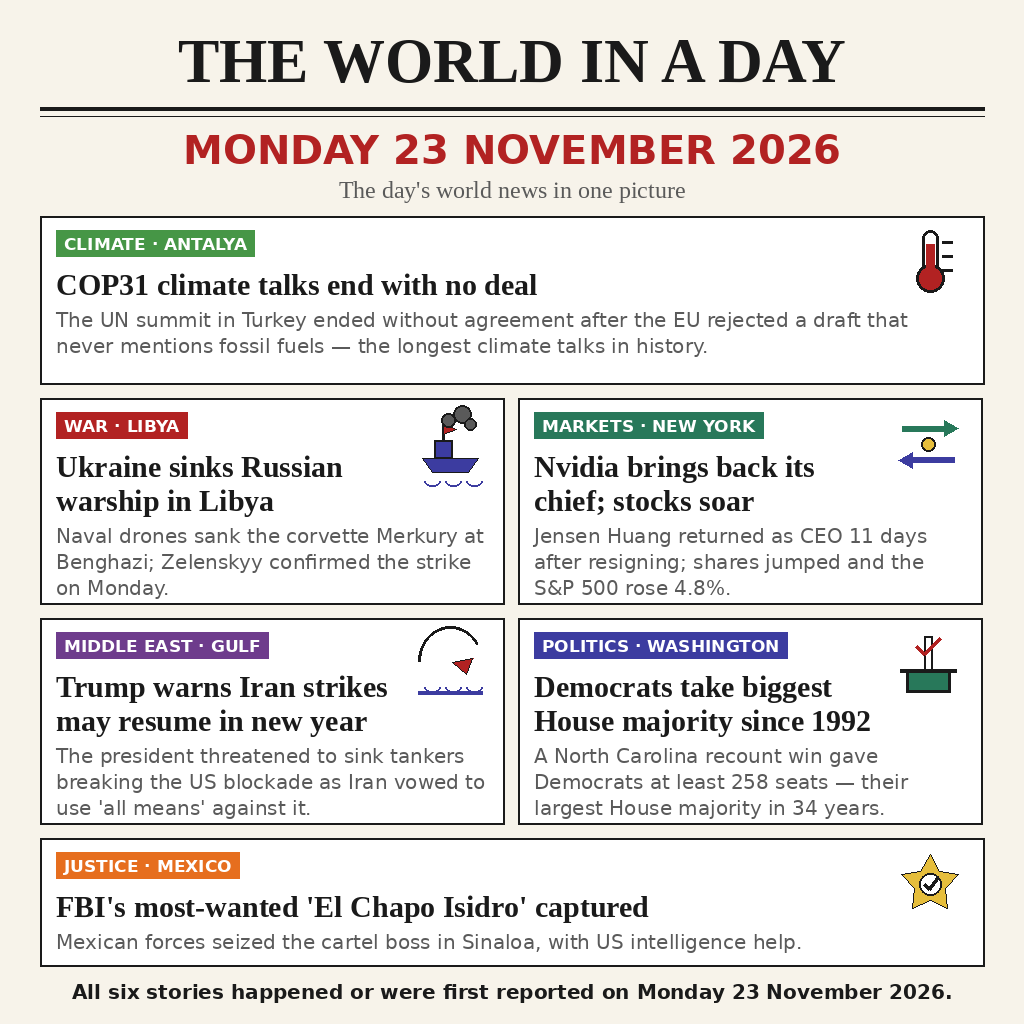 THE WORLD IN A DAY
MONDAY 23 NOVEMBER 2026
The day's world news in one picture
CLIMATE · ANTALYA
COP31 climate talks end with no deal
The UN summit in Turkey ended without agreement after the EU rejected a draft that
never mentions fossil fuels — the longest climate talks in history.
WAR · LIBYA
Ukraine sinks Russian
warship in Libya
Naval drones sank the corvette Merkury at
Benghazi; Zelenskyy confirmed the strike
on Monday.
MARKETS · NEW YORK
Nvidia brings back its
chief; stocks soar
Jensen Huang returned as CEO 11 days
after resigning; shares jumped and the
S&P 500 rose 4.8%.
MIDDLE EAST · GULF
Trump warns Iran strikes
may resume in new year
The president threatened to sink tankers
breaking the US blockade as Iran vowed to
use 'all means' against it.
POLITICS · WASHINGTON
Democrats take biggest
House majority since 1992
A North Carolina recount win gave
Democrats at least 258 seats — their
largest House majority in 34 years.
JUSTICE · MEXICO
FBI's most-wanted 'El Chapo Isidro' captured
Mexican forces seized the cartel boss in Sinaloa, with US intelligence help.
All six stories happened or were first reported on Monday 23 November 2026.